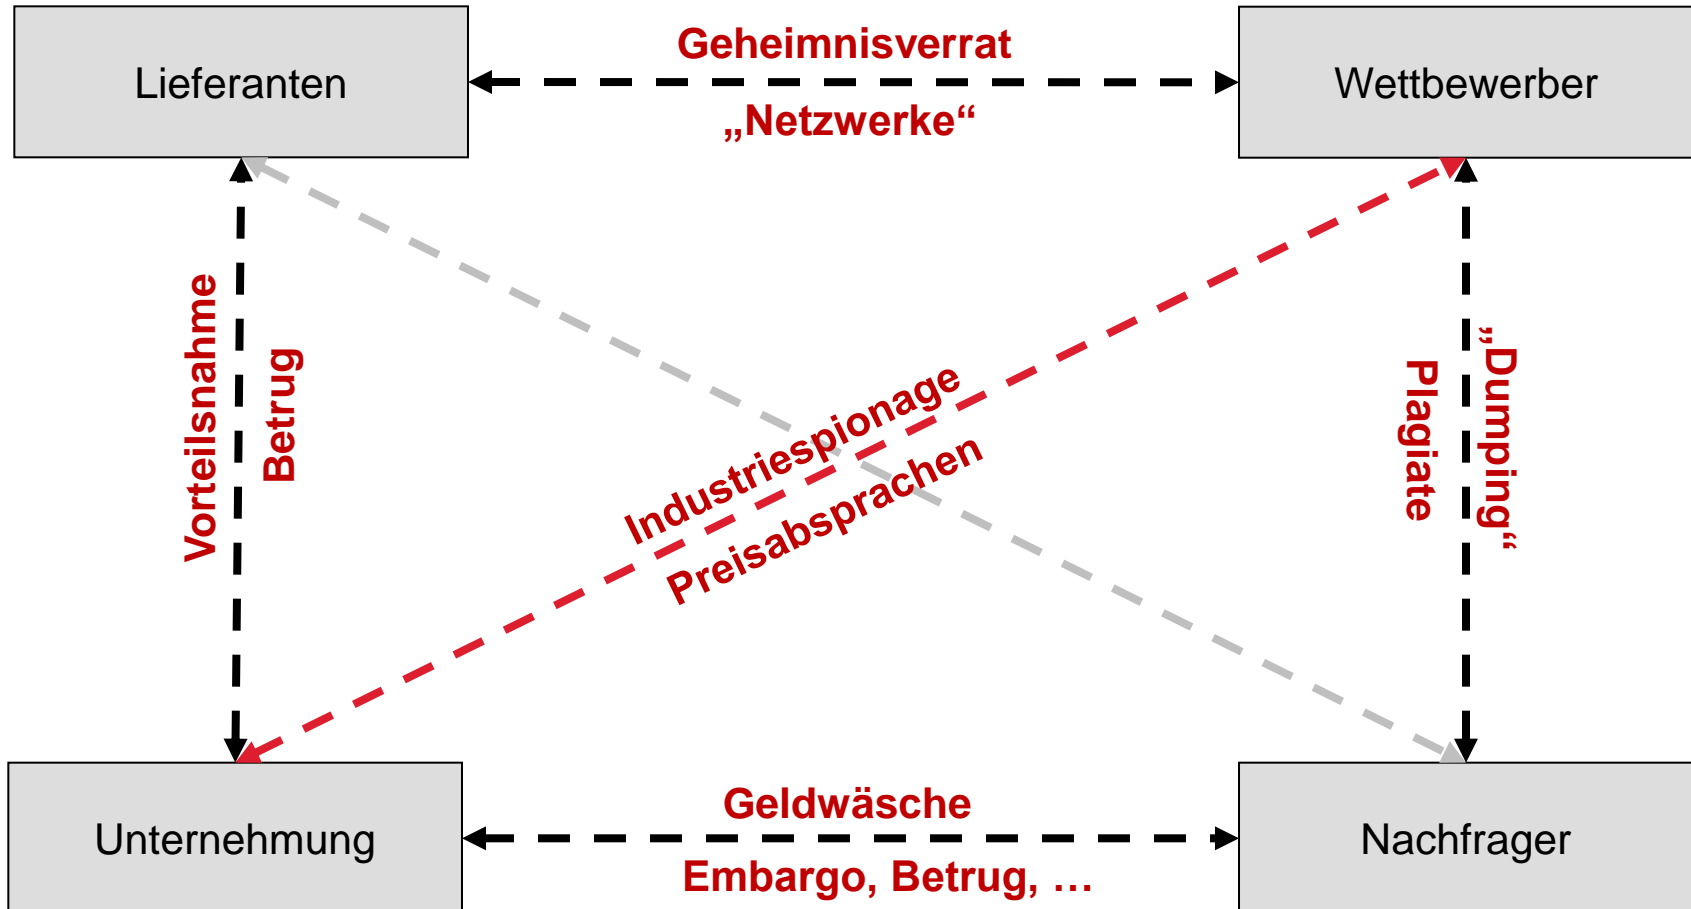 Geheimnisverrat
Lieferanten
Wettbewerber
„Netzwerke“
Vorteilsnahme
Betrug
Industriespionage
Preisabsprachen
„Dumping“
Plagiate
Geldwäsche
Unternehmung
Nachfrager
Embargo, Betrug, …